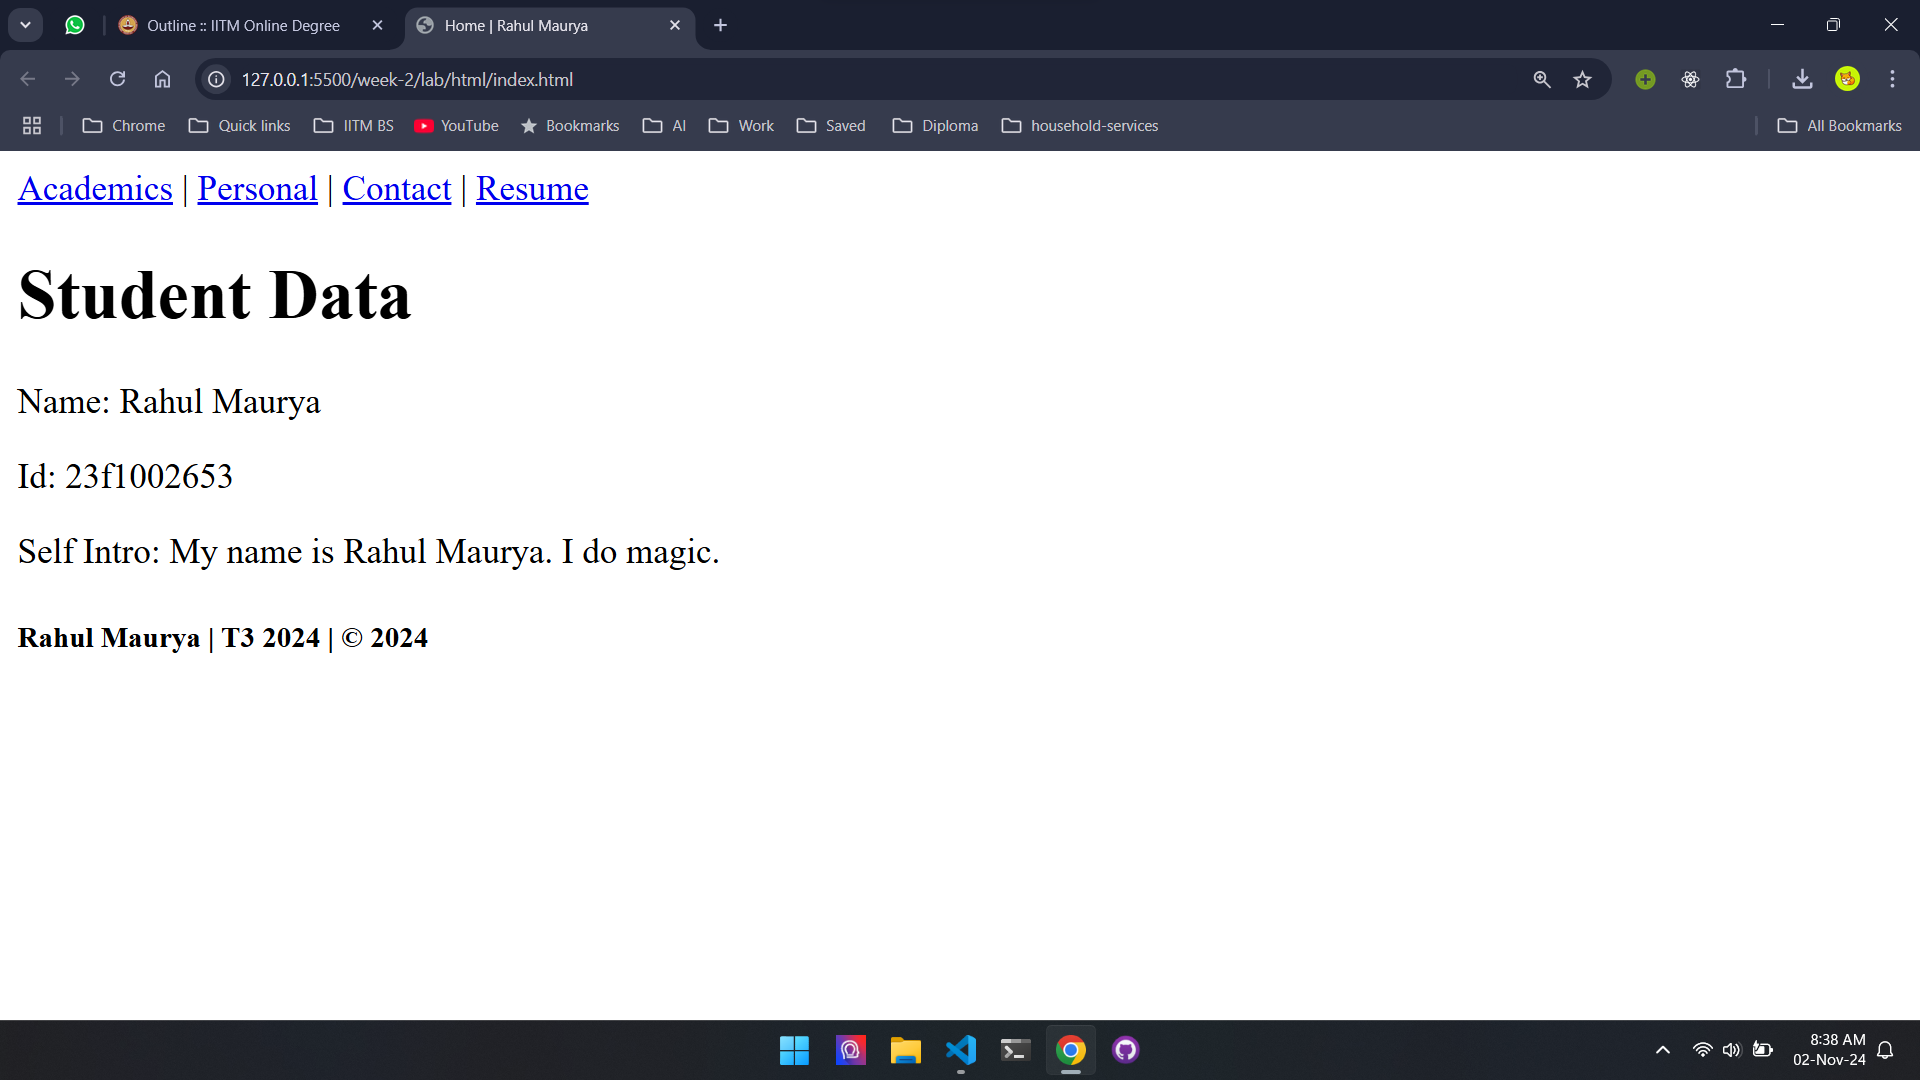 Outline :: IITM Online Degree
Home | Rahul Maurya
127.0.0.1:5500/week-2/lab/html/index.html
Chrome Quick links IITM BS YouTube Bookmarks AI Work Saved Diploma household-services All Bookmarks
Academics | Personal | Contact | Resume
Student Data
Name: Rahul Maurya
Id: 23f1002653
Self Intro: My name is Rahul Maurya. I do magic.
Rahul Maurya | T3 2024 | © 2024
8:38 AM
02-Nov-24